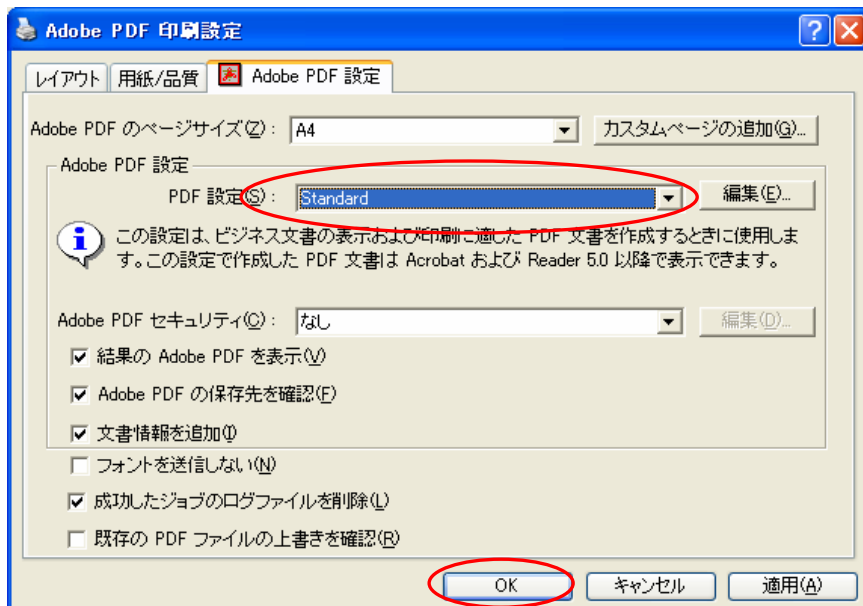 Adobe PDF 印刷設定
レイアウト 用紙/品質 Adobe PDF 設定
Adobe PDF のページサイズ(Z): A4 カスタムページの追加(G)...
Adobe PDF 設定
PDF 設定(S): Standard 編集(E)...
この設定は、ビジネス文書の表示および印刷に適した PDF 文書を作成するときに使用しま
す。この設定で作成した PDF 文書は Acrobat および Reader 5.0 以降で表示できます。
Adobe PDF セキュリティ(C): なし 編集(D)...
結果の Adobe PDF を表示(V)
Adobe PDF の保存先を確認(F)
文書情報を追加(I)
フォントを送信しない(N)
成功したジョブのログファイルを削除(L)
既存の PDF ファイルの上書きを確認(R)
OK キャンセル 適用(A)